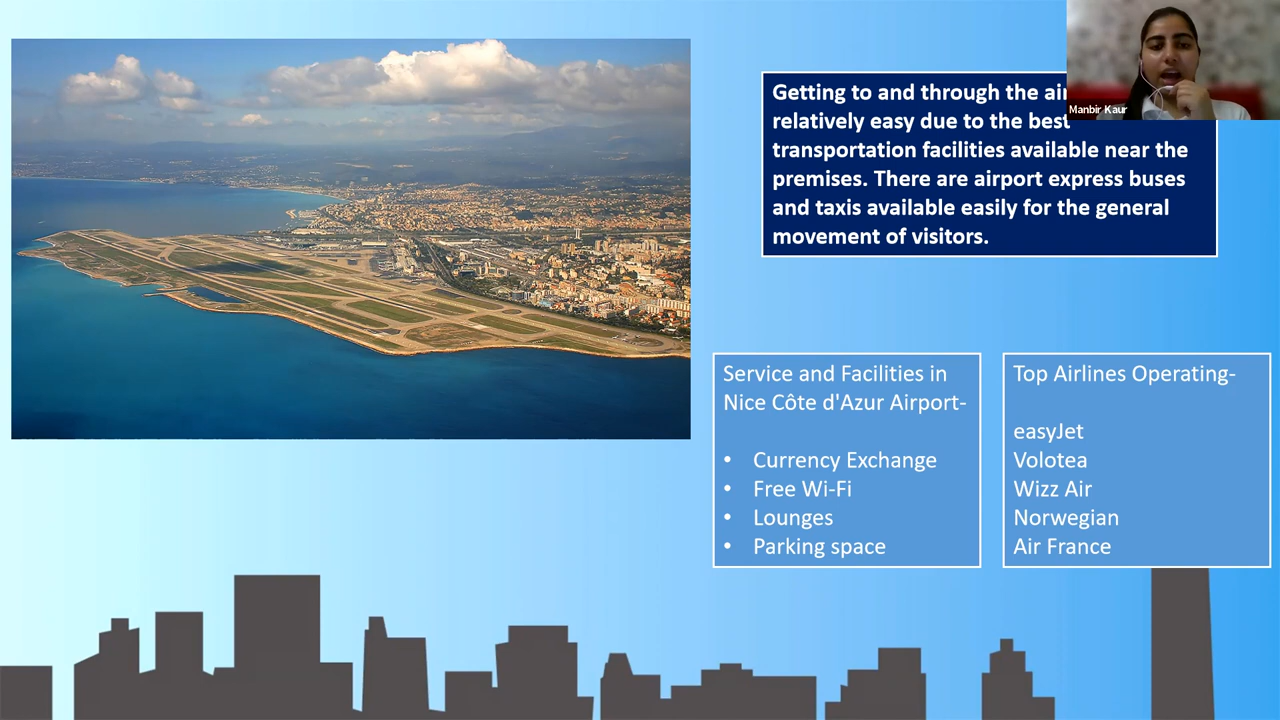 Getting to and through the
relatively easy due to the best
transportation facilities available near the
premises. There are airport express buses
and taxis available easily for the general
movement of visitors.
Manbir Kaur
Service and Facilities in
Nice Côte d'Azur Airport-
• Currency Exchange
• Free Wi-Fi
• Lounges
• Parking space
Top Airlines Operating-
easyJet
Volotea
Wizz Air
Norwegian
Air France